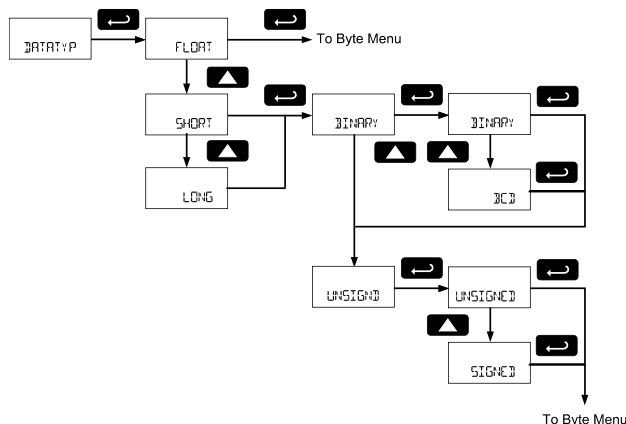 DATATYP
FLOAT
To Byte Menu
SHORT
BINARY
BINARY
LONG
BCD
UNSIGND
UNSIGNED
SIGNED
To Byte Menu